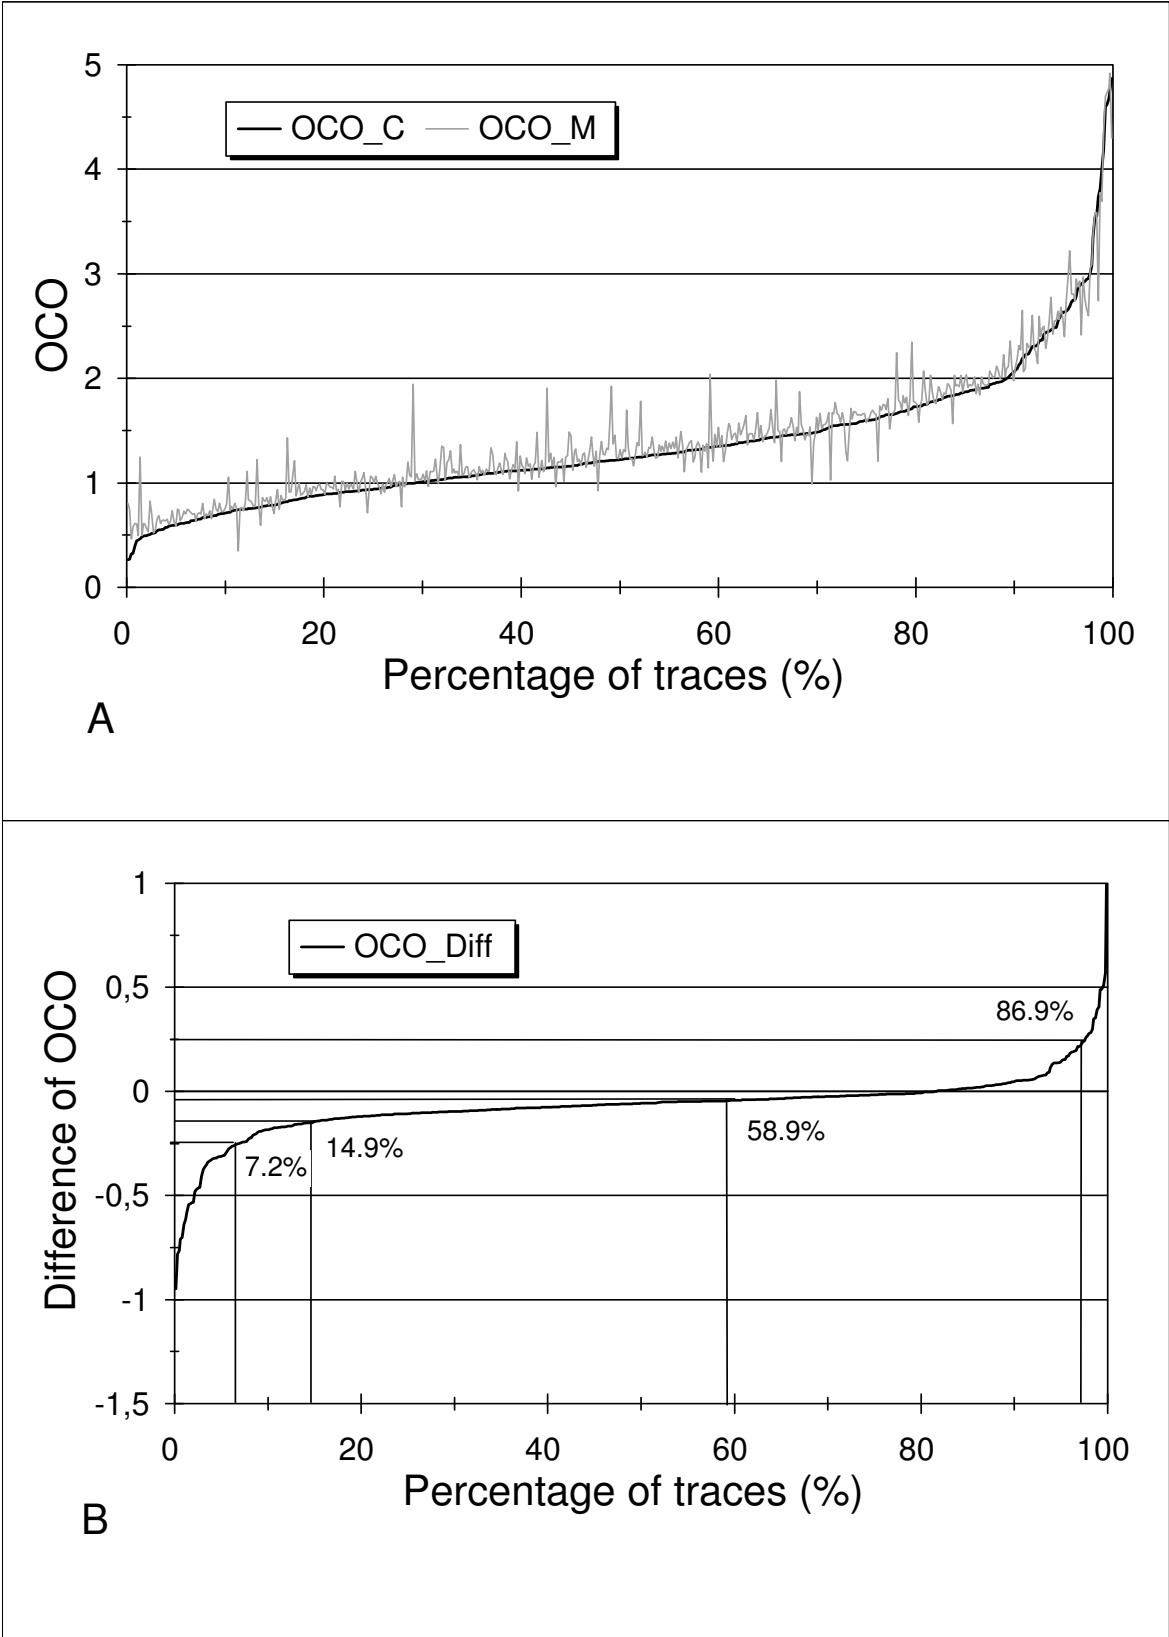 5
OCO_C OCO_M
4
3
OCO
2
1
0
0 20 40 60 80 100
Percentage of traces (%)
A
1
OCO_Diff
0,5
86.9%
Difference of OCO
0
58.9%
14.9%
7.2%
-0,5
-1
-1,5
0 20 40 60 80 100
Percentage of traces (%)
B